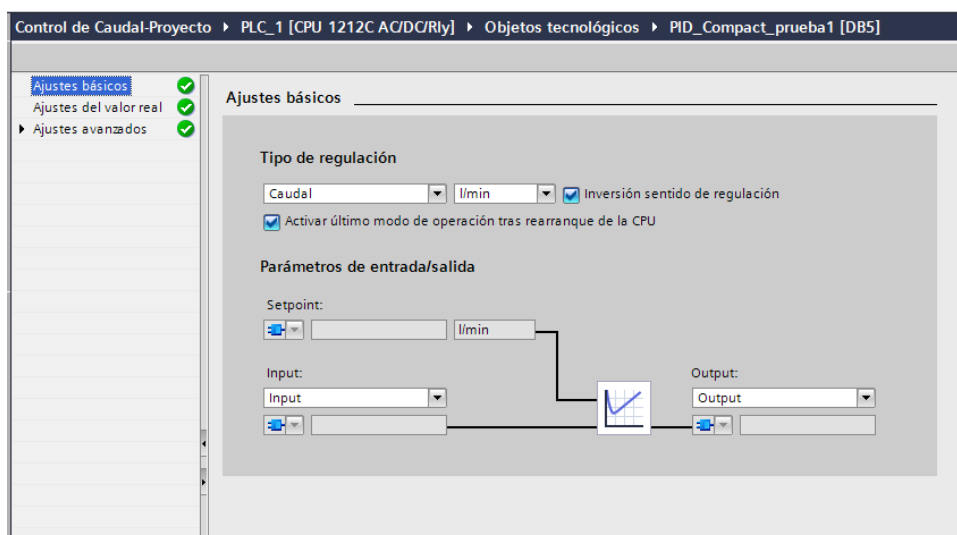 Control de Caudal-Proyecto ▸ PLC_1 [CPU 1212C AC/DC/Rly] ▸ Objetos tecnológicos ▸ PID_Compact_prueba1 [DB5]
Ajustes básicos
Ajustes del valor real
Ajustes avanzados
Ajustes básicos
Tipo de regulación
Caudal l/min Inversión sentido de regulación
Activar último modo de operación tras rearranque de la CPU
Parámetros de entrada/salida
Setpoint:
l/min
Input: Output:
Input Output